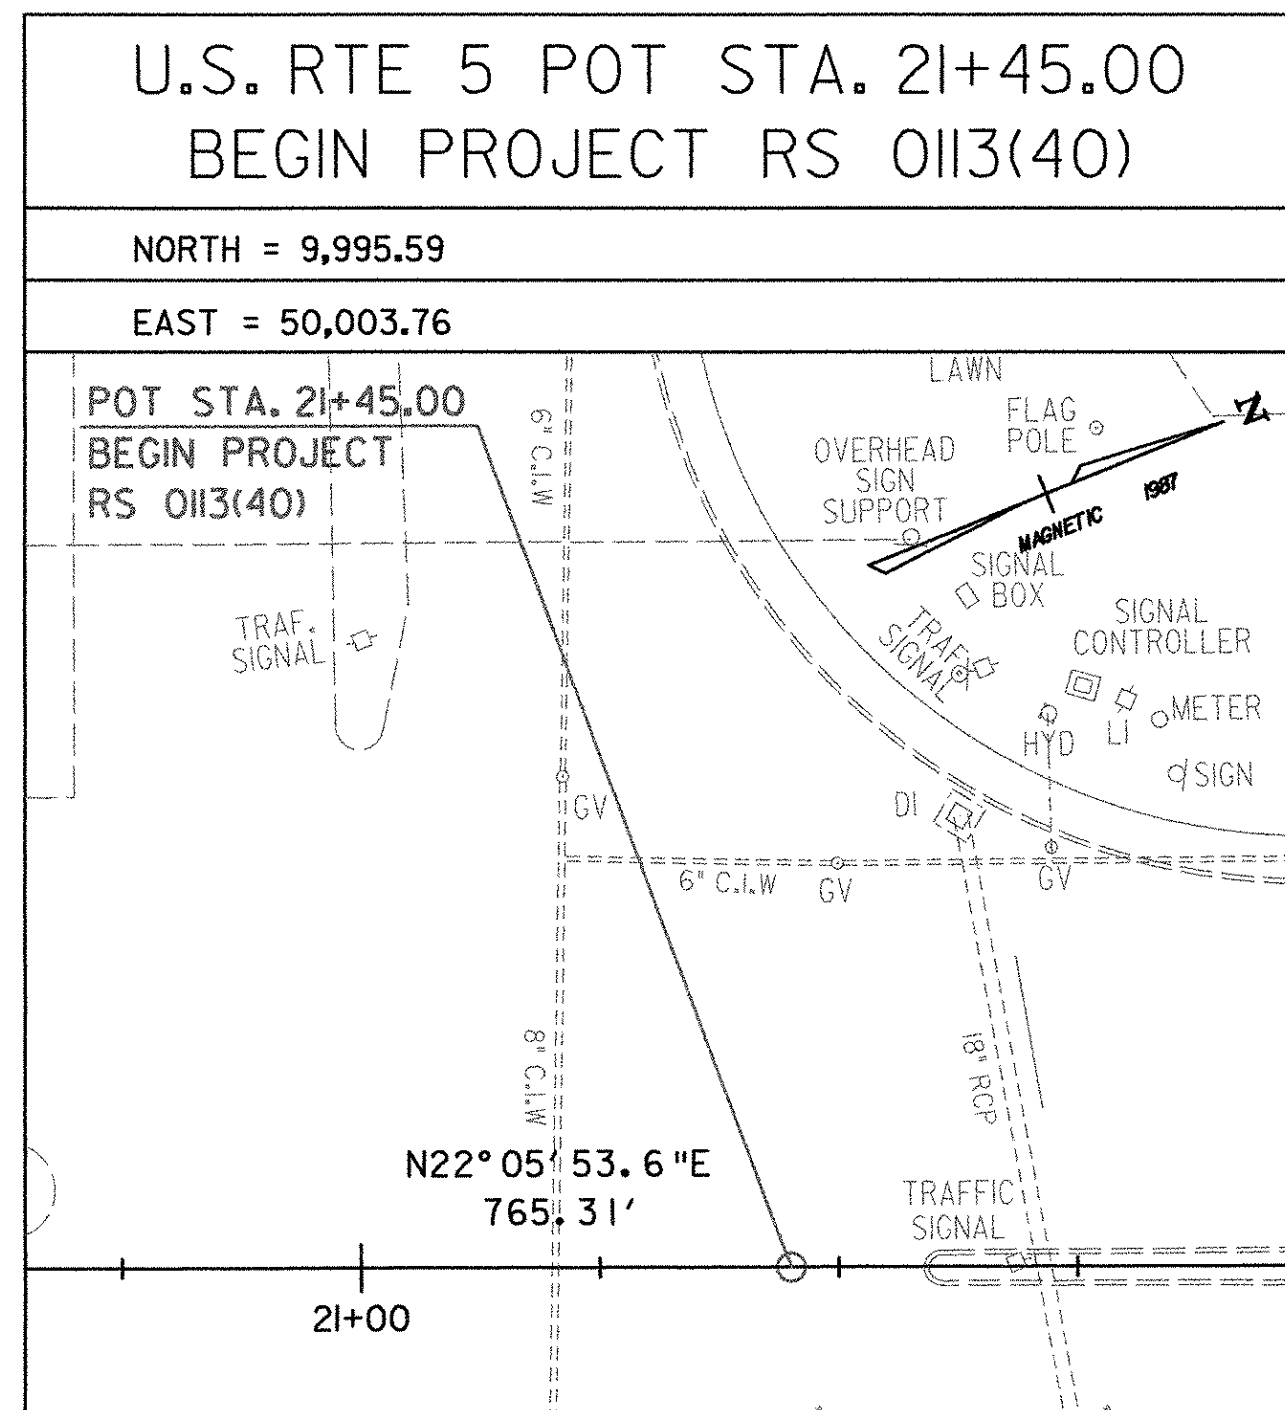 U.S. RTE 5 POT STA. 21+45.00
BEGIN PROJECT RS 0113(40)
NORTH = 9,995.59
EAST = 50,003.76
POT STA. 21+45.00
BEGIN PROJECT
RS 0113(40)
6" C.I.W
LAWN
FLAG
POLE
N
OVERHEAD
SIGN
SUPPORT
MAGNETIC
1987
SIGNAL
BOX
TRAF.
SIGNAL
TRAF.
SIGNAL
SIGNAL
CONTROLLER
HYD
LI
METER
SIGN
GV
DI
6" C.I.W
GV
GV
8" C.I.W
18" RCP
N22°05'53.6"E
765.31'
TRAFFIC
SIGNAL
21+00